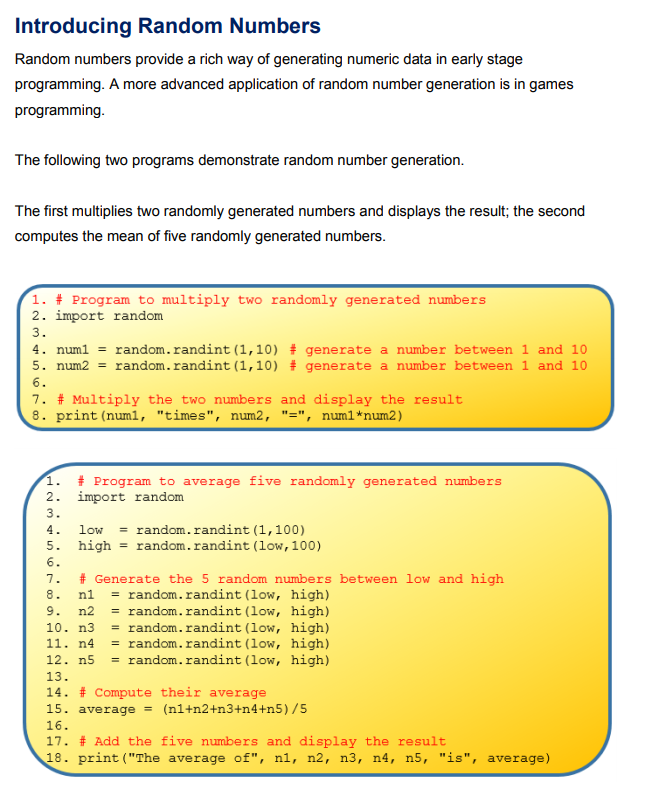 Introducing Random Numbers
Random numbers provide a rich way of generating numeric data in early stage
programming. A more advanced application of random number generation is in games
programming.
The following two programs demonstrate random number generation.
The first multiplies two randomly generated numbers and displays the result; the second
computes the mean of five randomly generated numbers.
1. # Program to multiply two randomly generated numbers
2. import random
3.
4. num1 = random.randint(1,10) # generate a number between 1 and 10
5. num2 = random.randint(1,10) # generate a number between 1 and 10
6.
7. # Multiply the two numbers and display the result
8. print(num1, "times", num2, "=", num1*num2)
1. # Program to average five randomly generated numbers
2. import random
3.
4. low = random.randint(1,100)
5. high = random.randint(low,100)
6.
7. # Generate the 5 random numbers between low and high
8. n1 = random.randint(low, high)
9. n2 = random.randint(low, high)
10. n3 = random.randint(low, high)
11. n4 = random.randint(low, high)
12. n5 = random.randint(low, high)
13.
14. # Compute their average
15. average = (n1+n2+n3+n4+n5)/5
16.
17. # Add the five numbers and display the result
18. print("The average of", n1, n2, n3, n4, n5, "is", average)